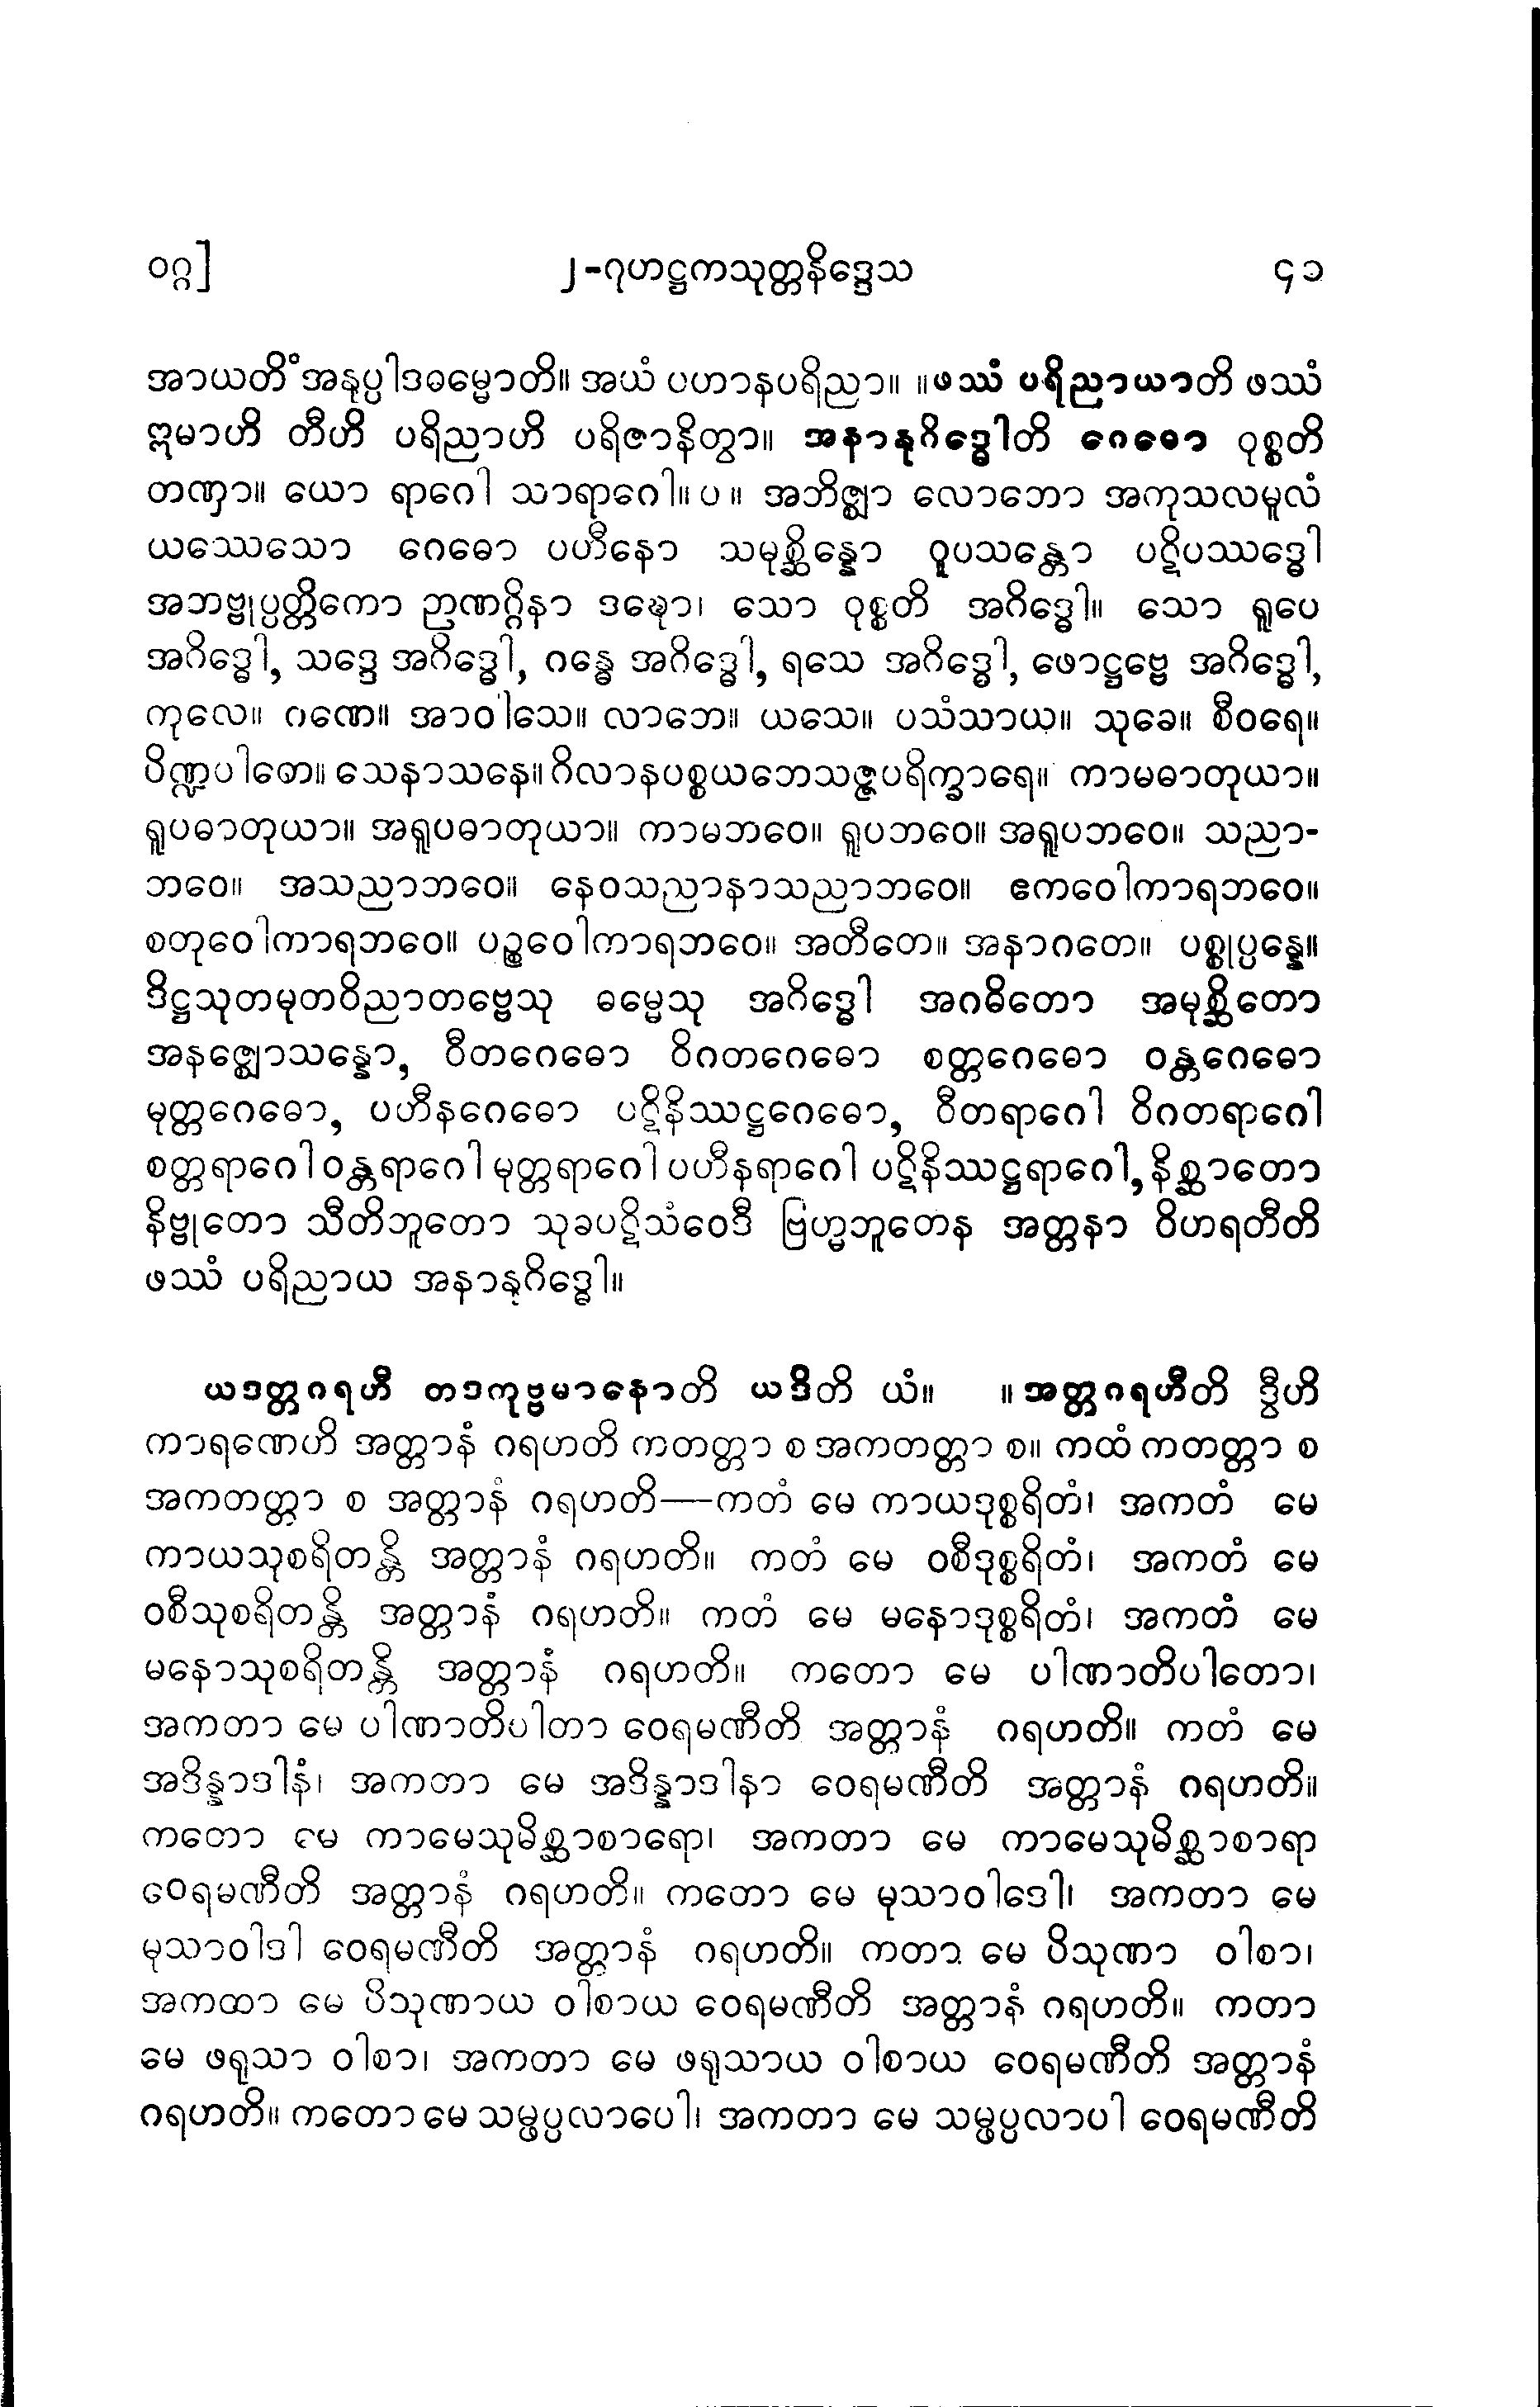 ၀ဂ္ဂ] ၂-ဂုဟဋ္ဌကသုတ္တနိဒ္ဒေသ ၄၁
အာယတိံ အနုပ္ပါဒဓမ္မောတိ။ အယံ ပဟာနပရိညာ။ ။ဖဿံ ပရိညာယာတိ ဖဿံ
ဣမာဟိ တီဟိ ပရိညာဟိ ပရိဇာနိတွာ။ အနာနုဂိဒ္ဓေါတိ ဂေဓော ဝုစ္စတိ
တဏှာ။ ယော ရာဂေါ သာရာဂေါ။ ပ ။ အဘိဇ္ဈာ လောဘော အကုသလမူလံ
ယဿေသော ဂေဓော ပဟီနော သမုစ္ဆိန္နော ဝူပသန္တော ပဋိပဿဒ္ဓေါ
အဘဗ္ဗုပ္ပတ္တိကော ဉာဏဂ္ဂိနာ ဒဍ္ဎော၊ သော ဝုစ္စတိ အဂိဒ္ဓေါ။ သော ရူပေ
အဂိဒ္ဓေါ, သဒ္ဒေ အဂိဒ္ဓေါ, ဂန္ဓေ အဂိဒ္ဓေါ, ရသေ အဂိဒ္ဓေါ, ဖောဋ္ဌဗ္ဗေ အဂိဒ္ဓေါ,
ကုလေ။ ဂဏေ။ အာဝါသေ။ လာဘေ။ ယသေ။ ပသံသာယ။ သုခေ။ စီဝရေ။
ပိဏ္ဍပါတေ။ သေနာသနေ။ ဂိလာနပစ္စယဘေသဇ္ဇပရိက္ခာရေ။ ကာမဓာတုယာ။
ရူပဓာတုယာ။ အရူပဓာတုယာ။ ကာမဘဝေ။ ရူပဘဝေ။ အရူပဘဝေ။ သညာ-
ဘဝေ။ အသညာဘဝေ။ နေဝသညာနာသညာဘဝေ။ ဧကဝေါကာရဘဝေ။
စတုဝေါကာရဘဝေ။ ပဉ္စဝေါကာရဘဝေ။ အတီတေ။ အနာဂတေ။ ပစ္စုပ္ပန္နေ။
ဒိဋ္ဌသုတမုတဝိညာတဗ္ဗေသု ဓမ္မေသု အဂိဒ္ဓေါ အဂဓိတော အမုစ္ဆိတော
အနဇ္ဈောသန္နော, ဝီတဂေဓော ဝိဂတဂေဓော စတ္တဂေဓော ဝန္တဂေဓော
မုတ္တဂေဓော, ပဟီနဂေဓော ပဋိနိဿဋ္ဌဂေဓော, ဝီတရာဂေါ ဝိဂတရာဂေါ
စတ္တရာဂေါ ဝန္တရာဂေါ မုတ္တရာဂေါ ပဟီနရာဂေါ ပဋိနိဿဋ္ဌရာဂေါ, နိစ္ဆာတော
နိဗ္ဗုတော သီတိဘူတော သုခပဋိသံဝေဒီ ဗြဟ္မဘူတေန အတ္တနာ ဝိဟရတီတိ
ဖဿံ ပရိညာယ အနာနုဂိဒ္ဓေါ။
ယဒတ္တဂရဟီ တဒကုဗ္ဗမာနောတိ ယဒိတိ ယံ။ ။အတ္တဂရဟီတိ ဒွီဟိ
ကာရဏေဟိ အတ္တာနံ ဂရဟတိ ကတတ္တာ စ အကတတ္တာ စ။ ကထံ ကတတ္တာ စ
အကတတ္တာ စ အတ္တာနံ ဂရဟတိ—ကတံ မေ ကာယဒုစ္စရိတံ၊ အကတံ မေ
ကာယသုစရိတန္တိ အတ္တာနံ ဂရဟတိ။ ကတံ မေ ဝစီဒုစ္စရိတံ၊ အကတံ မေ
ဝစီသုစရိတန္တိ အတ္တာနံ ဂရဟတိ။ ကတံ မေ မနောဒုစ္စရိတံ၊ အကတံ မေ
မနောသုစရိတန္တိ အတ္တာနံ ဂရဟတိ။ ကတော မေ ပါဏာတိပါတော၊
အကတာ မေ ပါဏာတိပါတာ ဝေရမဏီတိ အတ္တာနံ ဂရဟတိ။ ကတံ မေ
အဒိန္နာဒါနံ၊ အကတာ မေ အဒိန္နာဒါနာ ဝေရမဏီတိ အတ္တာနံ ဂရဟတိ။
ကတော မေ ကာမေသုမိစ္ဆာစာရော၊ အကတာ မေ ကာမေသုမိစ္ဆာစာရာ
ဝေရမဏီတိ အတ္တာနံ ဂရဟတိ။ ကတော မေ မုသာဝါဒေါ၊ အကတာ မေ
မုသာဝါဒါ ဝေရမဏီတိ အတ္တာနံ ဂရဟတိ။ ကတာ မေ ပိသုဏာ ဝါစာ၊
အကထာ မေ ပိသုဏာယ ဝါစာယ ဝေရမဏီတိ အတ္တာနံ ဂရဟတိ။ ကတာ
မေ ဖရုသာ ဝါစာ၊ အကတာ မေ ဖရုသာယ ဝါစာယ ဝေရမဏီတိ အတ္တာနံ
ဂရဟတိ။ ကတော မေ သမ္ဖပ္ပလာပေါ၊ အကတာ မေ သမ္ဖပ္ပလာပါ ဝေရမဏီတိ